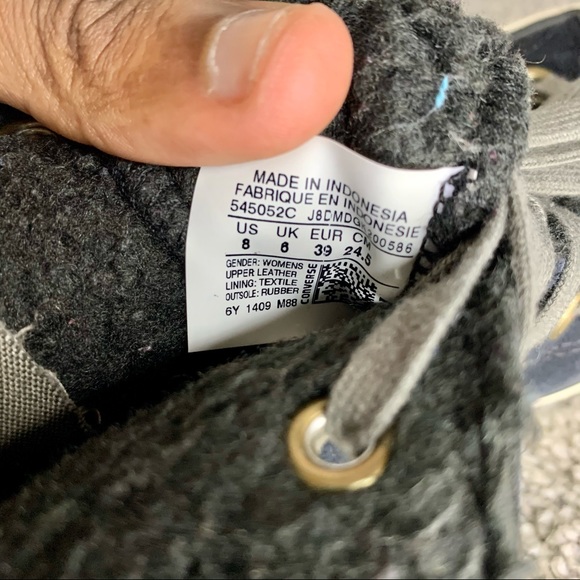 MADE IN INDONESIA
FABRIQUE EN INDONESIE
545052C J8DMDG
US UK EUR CM
8 6 39 24.5
GENDER: WOMENS
UPPER LEATHER
LINING: TEXTILE
OUTSOLE: RUBBER
6Y 1409 M88
CONVERSE